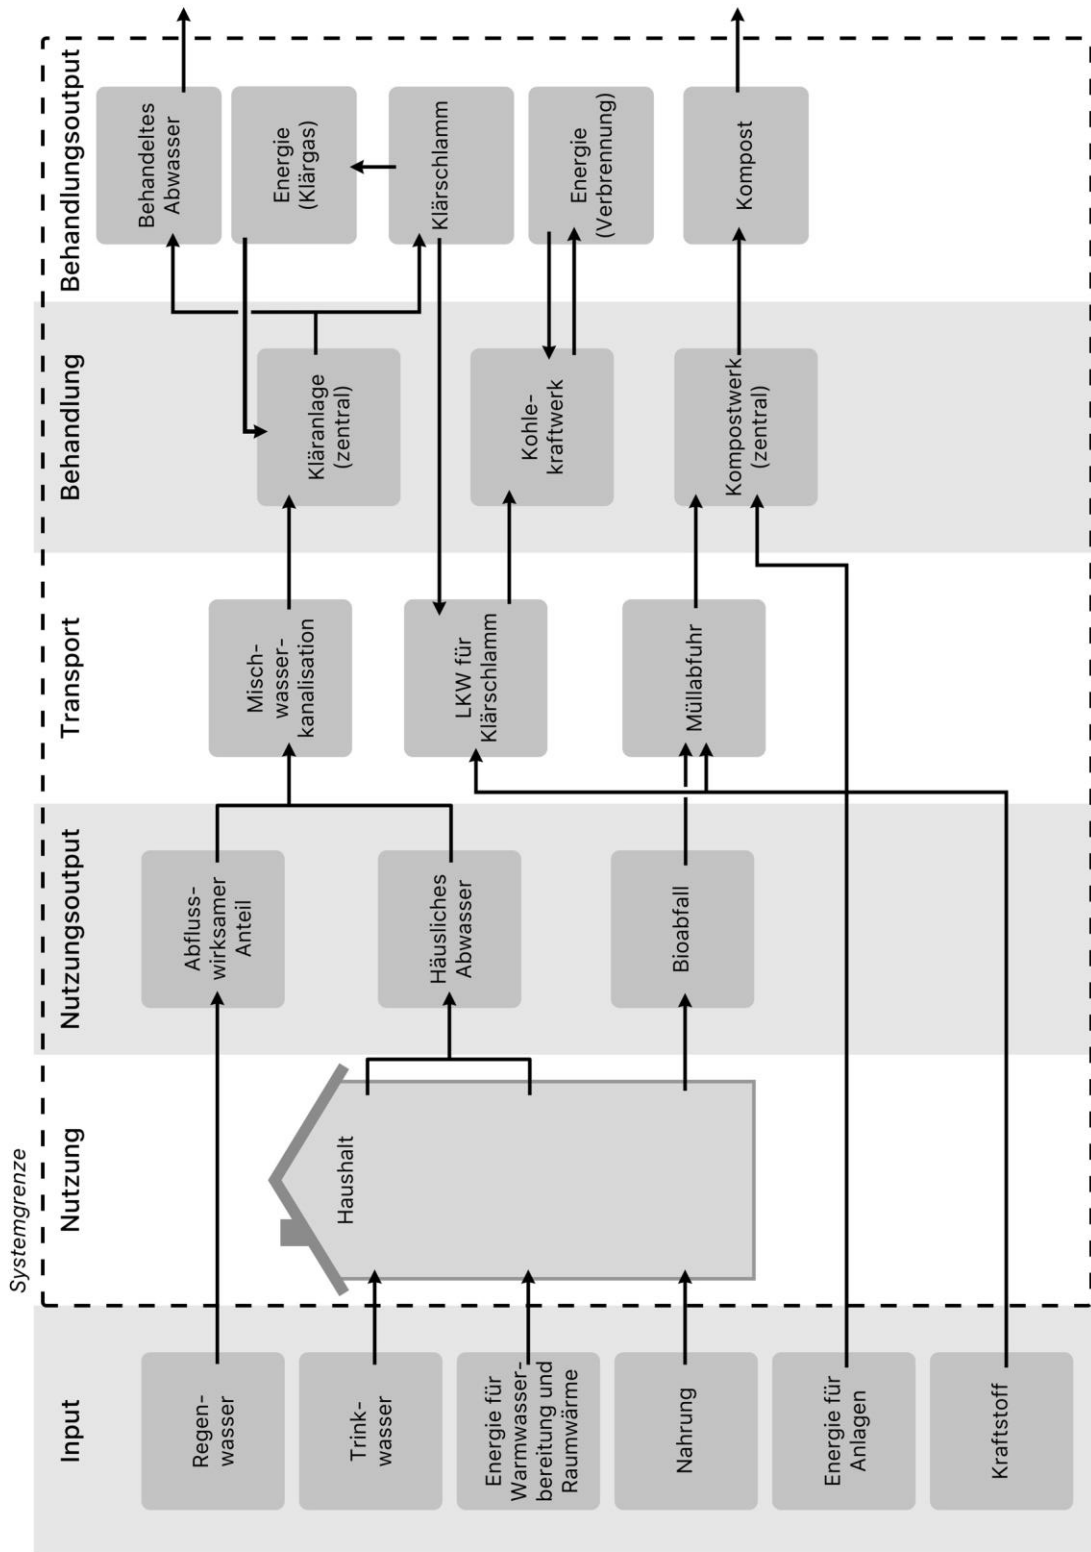 Systemgrenze
Input
Nutzung
Nutzungsoutput
Transport
Behandlung
Behandlungsoutput
Regen-
wasser
Trink-
wasser
Energie für
Warmwasser-
bereitung und
Raumwärme
Nahrung
Energie für
Anlagen
Kraftstoff
Haushalt
Abfluss-
wirksamer
Anteil
Häusliches
Abwasser
Bioabfall
Misch-
wasser-
kanalisation
LKW für
Klärschlamm
Müllabfuhr
Kläranlage
(zentral)
Kohle-
kraftwerk
Kompostwerk
(zentral)
Behandeltes
Abwasser
Energie
(Klärgas)
Klärschlamm
Energie
(Verbrennung)
Kompost